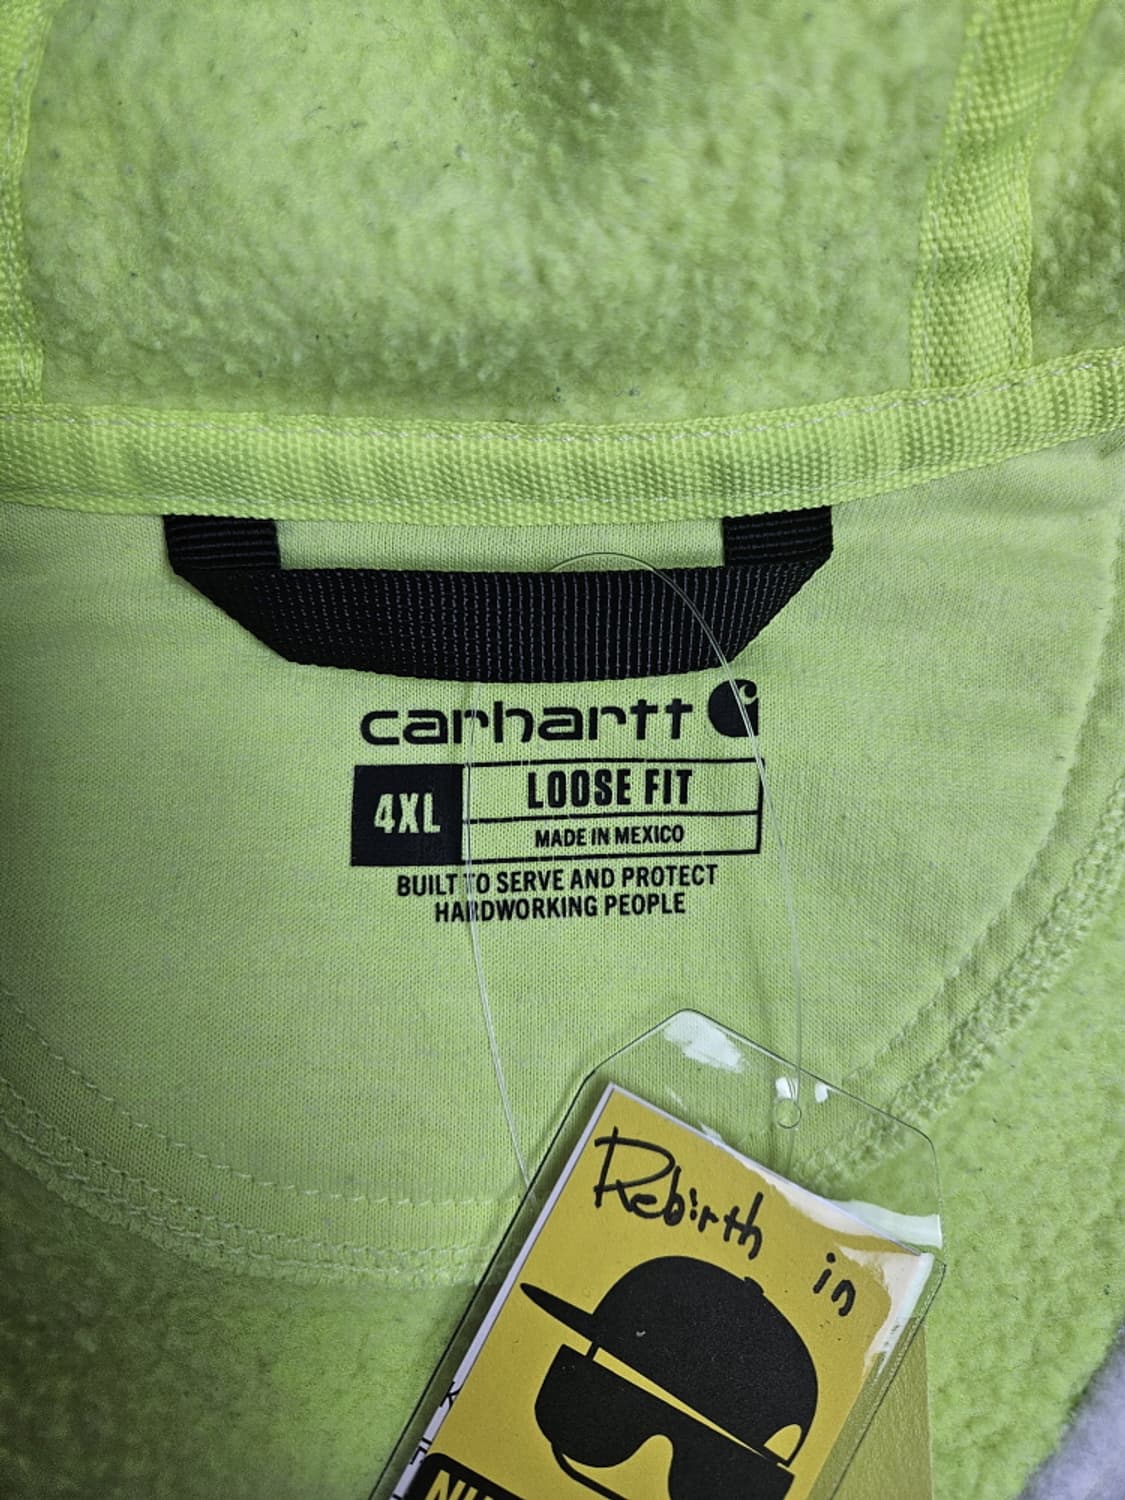 carhartt
4XL
LOOSE FIT
MADE IN MEXICO
BUILT TO SERVE AND PROTECT
HARDWORKING PEOPLE
Rebirth in